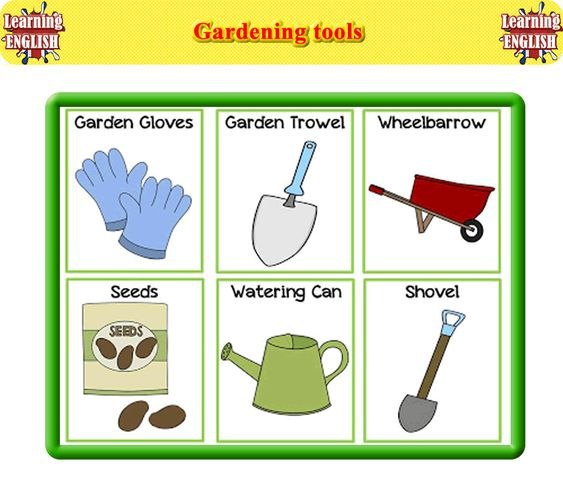 Learning
ENGLISH
Gardening tools
Learning
ENGLISH
Garden Gloves
Garden Trowel
Wheelbarrow
Seeds
Watering Can
Shovel
SEEDS